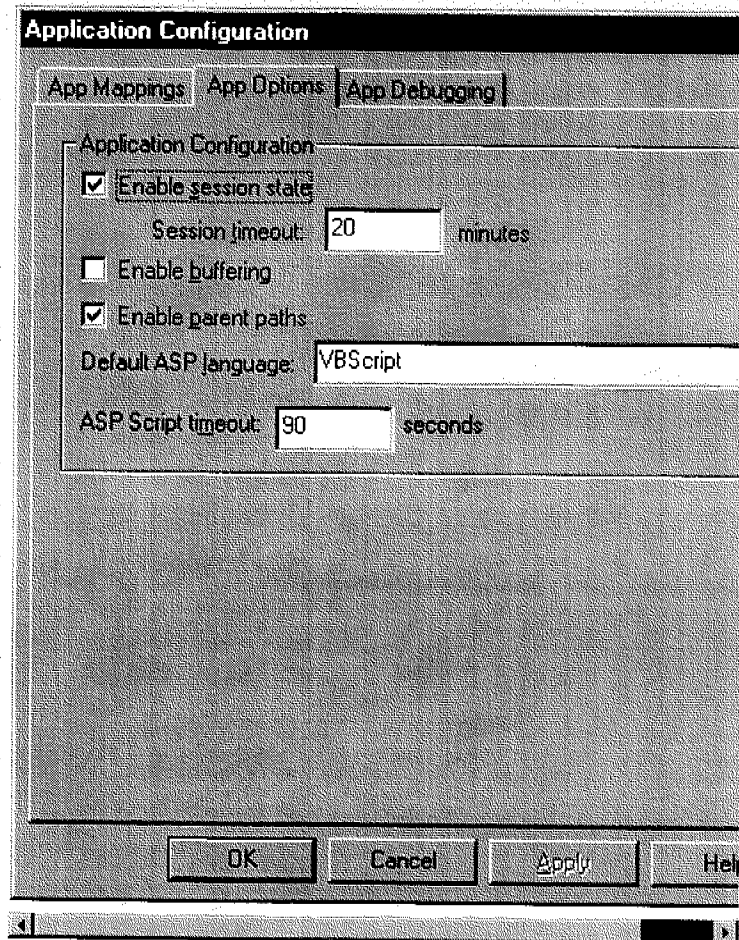 Application Configuration
App Mappings App Options App Debugging
Application Configuration
Enable session state
Session timeout: 20 minutes
Enable buffering
Enable parent paths
Default ASP language: VBScript
ASP Script timeout: 90 seconds
OK Cancel Apply Help